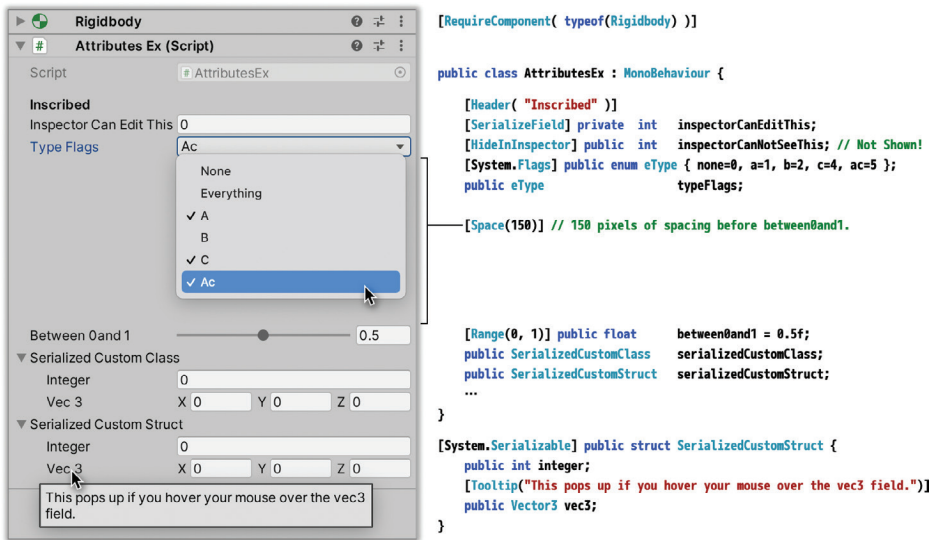 Rigidbody
# Attributes Ex (Script)
Script # AttributesEx
Inscribed
Inspector Can Edit This 0
Type Flags Ac
None
Everything
✓ A
B
✓ C
✓ Ac
Between 0and 1 0.5
Serialized Custom Class
Integer 0
Vec 3 X 0 Y 0 Z 0
Serialized Custom Struct
Integer 0
Vec 3 X 0 Y 0 Z 0
This pops up if you hover your mouse over the vec3
field.
[RequireComponent( typeof(Rigidbody) )]
public class AttributesEx : MonoBehaviour {
[Header( "Inscribed" )]
[SerializeField] private int inspectorCanEditThis;
[HideInInspector] public int inspectorCanNotSeeThis; // Not Shown!
[System.Flags] public enum eType { none=0, a=1, b=2, c=4, ac=5 };
public eType typeFlags;
[Space(150)] // 150 pixels of spacing before between0and1.
[Range(0, 1)] public float between0and1 = 0.5f;
public SerializedCustomClass serializedCustomClass;
public SerializedCustomStruct serializedCustomStruct;
…
}
[System.Serializable] public struct SerializedCustomStruct {
public int integer;
[Tooltip("This pops up if you hover your mouse over the vec3 field.")]
public Vector3 vec3;
}